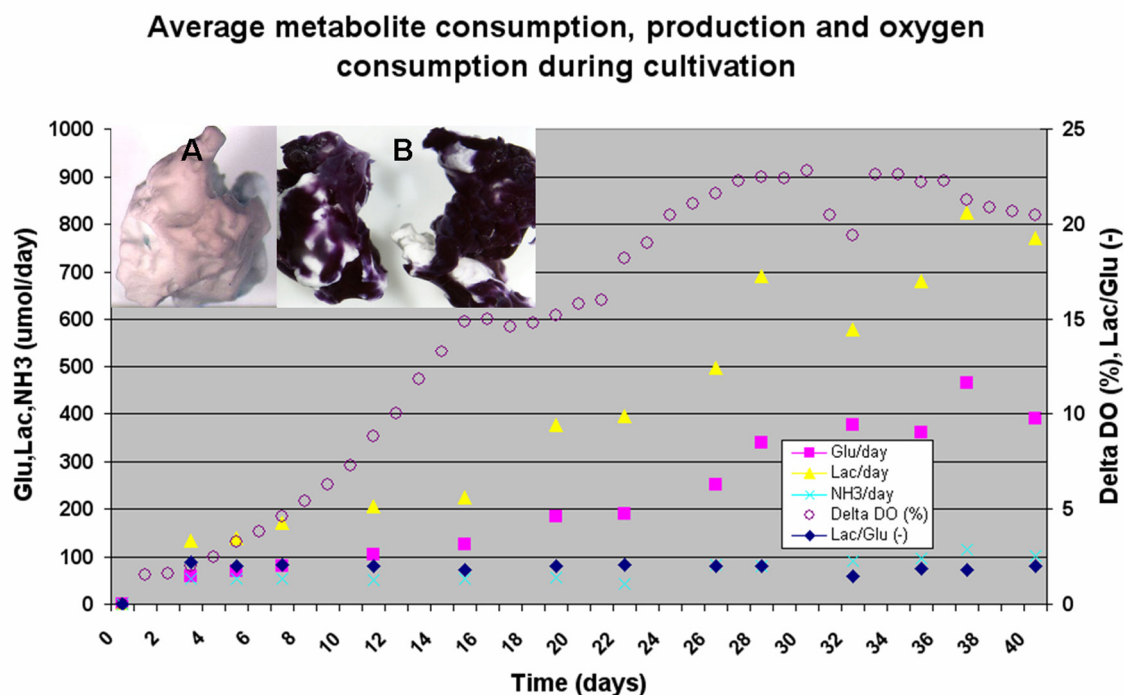 Average metabolite consumption, production and oxygen
consumption during cultivation
Glu,Lac,NH3 (umol/day)
1000
900
800
700
600
500
400
300
200
100
0
A
B
Glu/day
Lac/day
NH3/day
Delta DO (%)
Lac/Glu (-)
25
20
15
10
5
0
Delta DO (%), Lac/Glu (-)
0 2 4 6 8 10 12 14 16 18 20 22 24 26 28 30 32 34 36 38 40
Time (days)